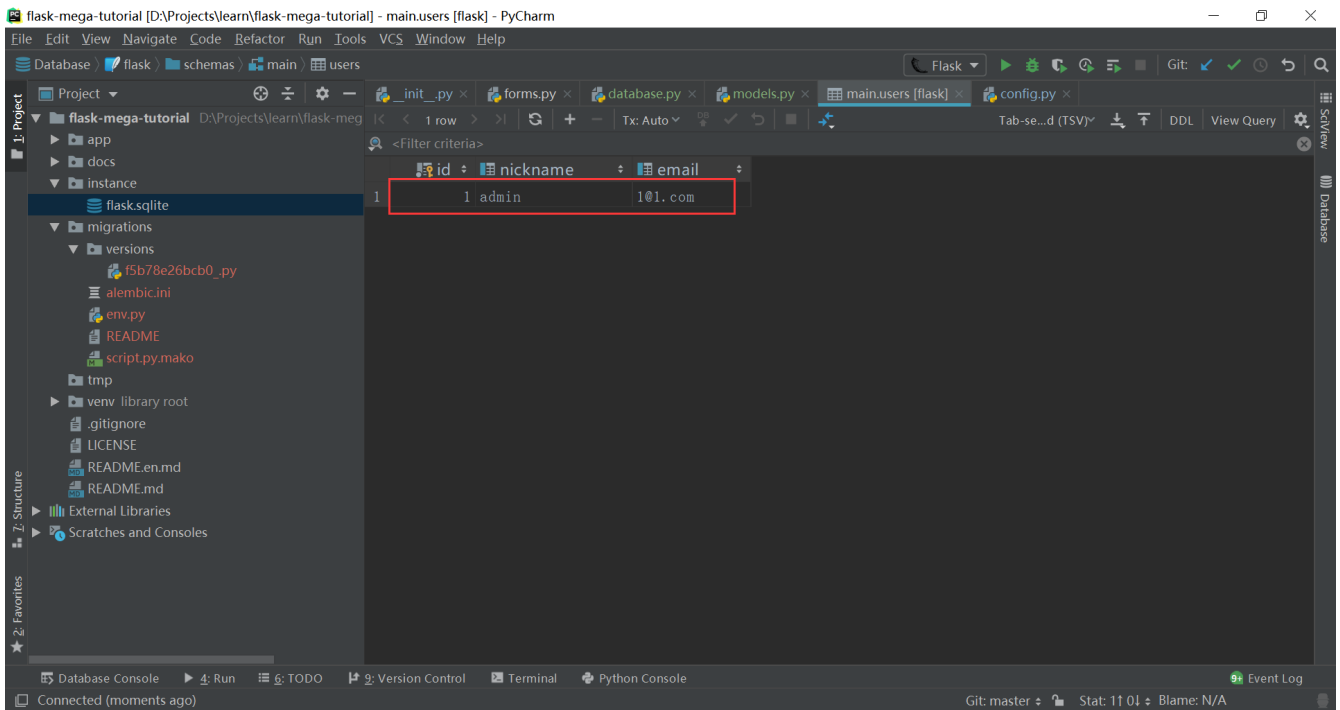 flask-mega-tutorial [D:\Projects\learn\flask-mega-tutorial] - main.users [flask] - PyCharm
File Edit View Navigate Code Refactor Run Tools VCS Window Help
Database flask schemas main users Flask Git:
Project __init__.py forms.py database.py models.py main.users [flask] config.py
flask-mega-tutorial D:\Projects\learn\flask-meg 1 row Tx: Auto DB Tab-se...d (TSV) DDL View Query
app <Filter criteria>
docs id nickname email
instance 1 1 admin 1@1.com
flask.sqlite
migrations
versions
f5b78e26bcb0_.py
alembic.ini
env.py
README
script.py.mako
tmp
venv library root
.gitignore
LICENSE
README.en.md
README.md
External Libraries
Scratches and Consoles
1: Project
7: Structure
2: Favorites
SciView
Database
Database Console 4: Run 6: TODO 9: Version Control Terminal Python Console 9+ Event Log
Connected (moments ago) Git: master Stat: 1↑ 0↓ Blame: N/A